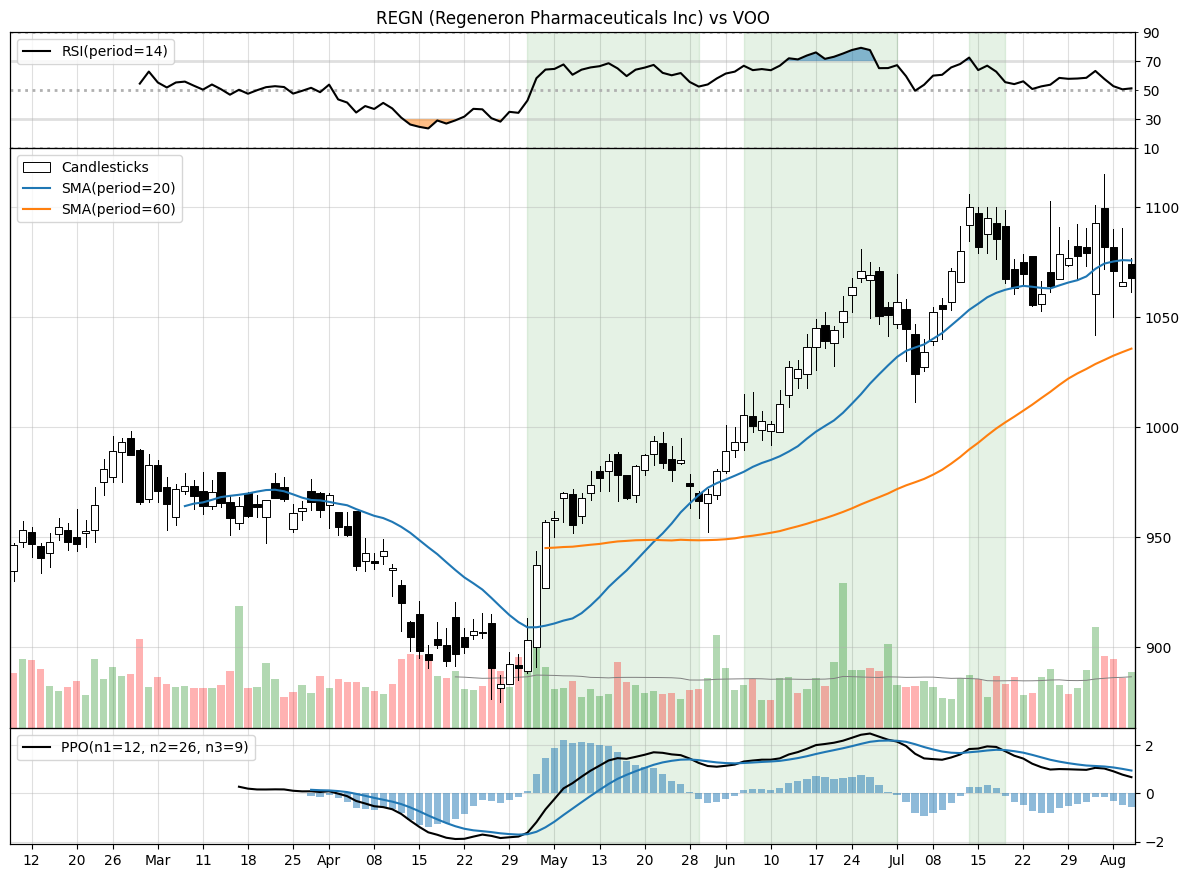 REGN (Regeneron Pharmaceuticals Inc) vs VOO
RSI(period=14)
90
70
50
30
10
Candlesticks
SMA(period=20)
SMA(period=60)
1100
1050
1000
950
900
PPO(n1=12, n2=26, n3=9)
2
0
−2
12 20 26 Mar 11 18 25 Apr 08 15 22 29 May 13 20 28 Jun 10 17 24 Jul 08 15 22 29 Aug